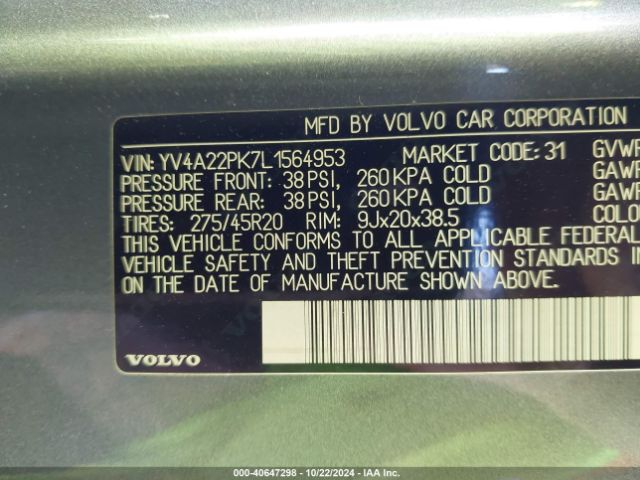 MFD BY VOLVO CAR CORPORATION
VIN: YV4A22PK7L1564953 MARKET CODE: 31 GVWR
PRESSURE FRONT: 38 PSI, 260 KPA COLD GAWR
PRESSURE REAR: 38 PSI, 260 KPA COLD GAWR
TIRES: 275/45R20 RIM: 9Jx20x38.5 COLO
THIS VEHICLE CONFORMS TO ALL APPLICABLE FEDERAL
VEHICLE SAFETY AND THEFT PREVENTION STANDARDS IN
ON THE DATE OF MANUFACTURE SHOWN ABOVE.
VOLVO
000-40647298 - 10/22/2024 - IAA Inc.